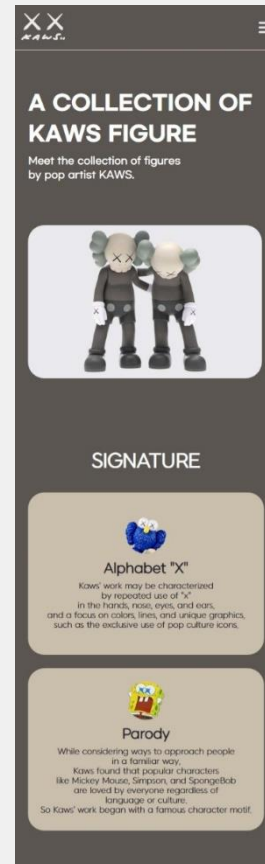 XX
KAWS
A COLLECTION OF
KAWS FIGURE
Meet the collection of figures
by pop artist KAWS.
SIGNATURE
Alphabet "X"
Kaws' work may be characterized
by repeated use of "x"
in the hands, nose, eyes, and ears,
and a focus on colors, lines, and unique graphics,
such as the exclusive use of pop culture icons.
Parody
While considering ways to approach people
in a familiar way,
Kaws found that popular characters
like Mickey Mouse, Simpson, and SpongeBob
are loved by everyone regardless of
language or culture.
So Kaws' work began with a famous character motif.